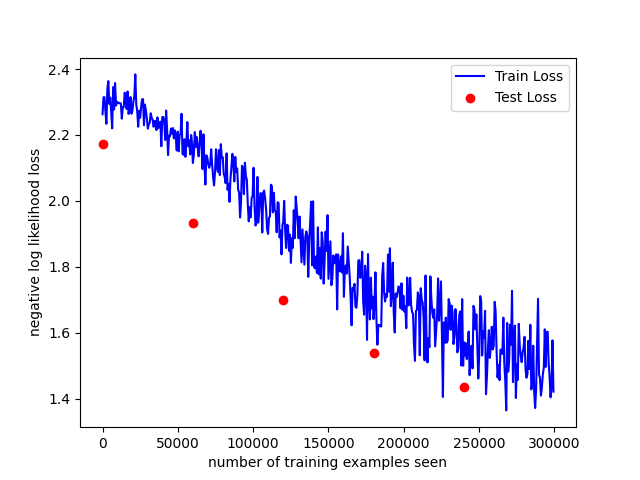 Train Loss
Test Loss
2.4
2.2
2.0
1.8
1.6
1.4
negative log likelihood loss
0 50000 100000 150000 200000 250000 300000
number of training examples seen